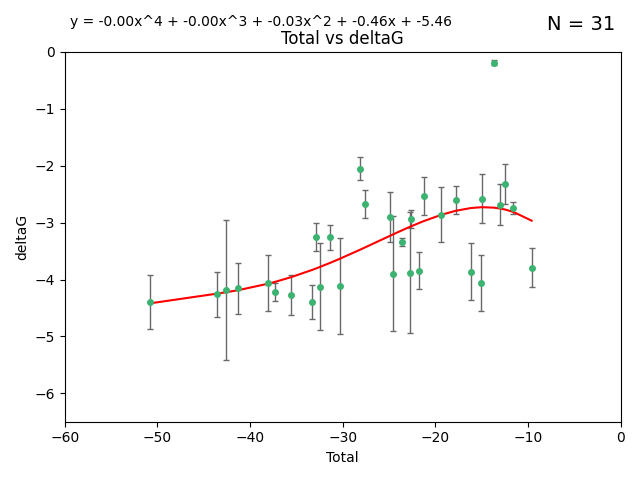 y = -0.00x^4 + -0.00x^3 + -0.03x^2 + -0.46x + -5.46
N = 31
Total vs deltaG
0
−1
−2
−3
−4
−5
−6
deltaG
−60 −50 −40 −30 −20 −10 0
Total